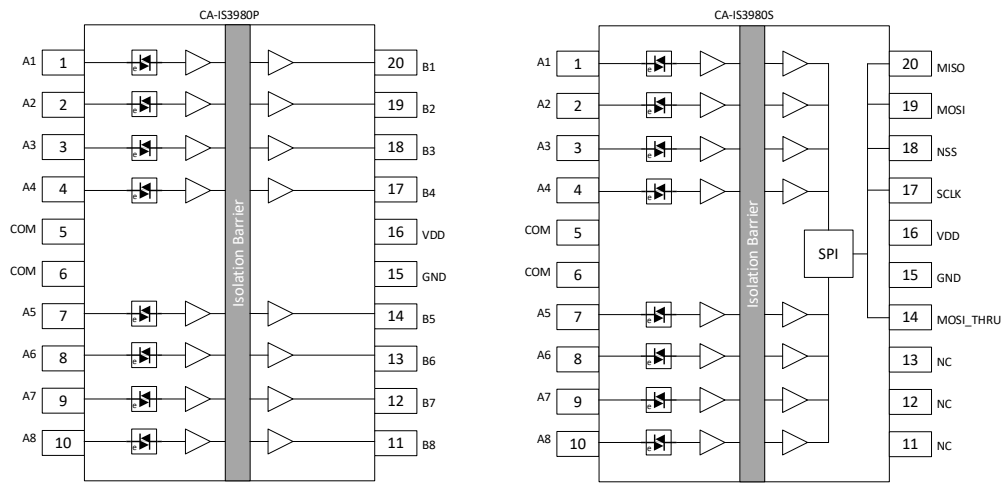 CA-IS3980P
A1 1 20 B1
A2 2 19 B2
A3 3 18 B3
A4 4 17 B4
COM 5 16 VDD
COM 6 15 GND
A5 7 14 B5
A6 8 13 B6
A7 9 12 B7
A8 10 11 B8
e
e
e
e
e
e
e
e
Isolation Barrier
CA-IS3980S
A1 1 20 MISO
A2 2 19 MOSI
A3 3 18 NSS
A4 4 17 SCLK
COM 5 16 VDD
COM 6 15 GND
A5 7 14 MOSI_THRU
A6 8 13 NC
A7 9 12 NC
A8 10 11 NC
e
e
e
e
e
e
e
e
Isolation Barrier
SPI